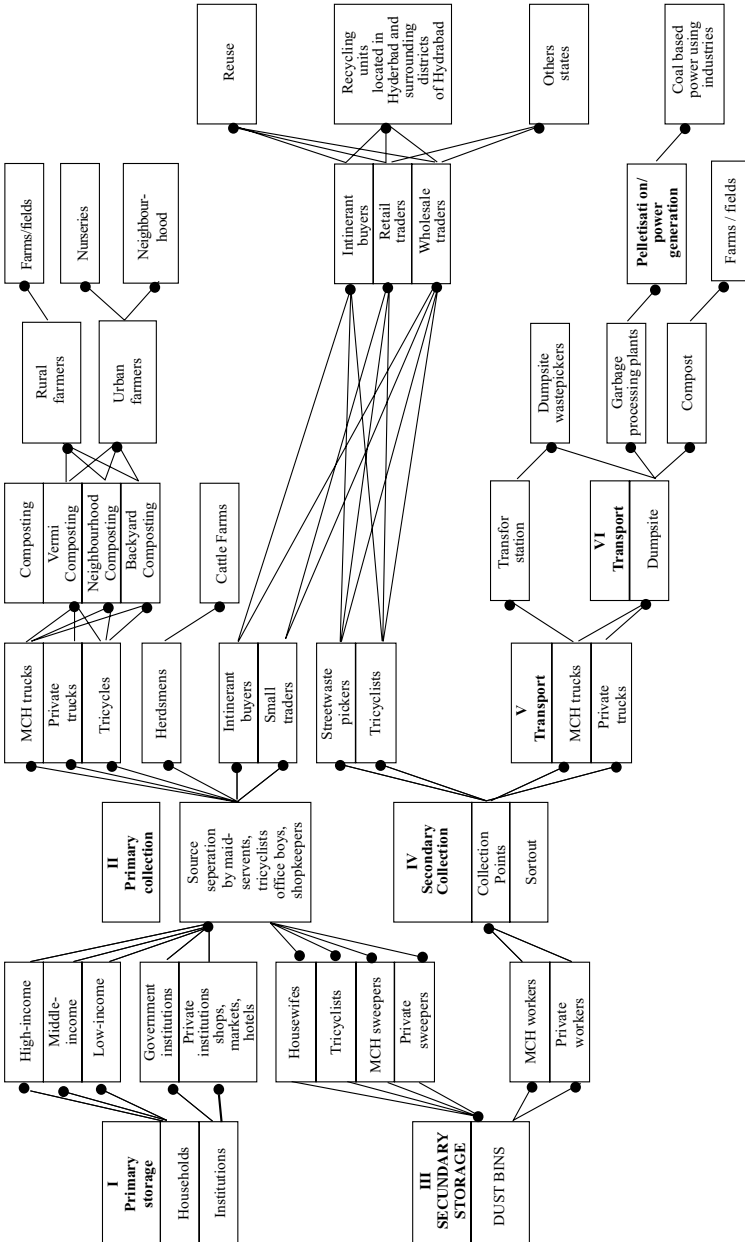 I
Primary
storage
Households
Institutions
High-income
Middle-
income
Low-income
Government
institutions
Private
institutions
shops,
markets,
hotels
II
Primary
collection
Source
seperation
by maid-
servents,
tricyclists
office boys,
shopkeepers
MCH trucks
Private
trucks
Tricycles
Herdsmens
Intinerant
buyers
Small
traders
Composting
Vermi
Composting
Neighbourhood
Composting
Backyard
Composting
Cattle Farms
Rural
farmers
Urban
farmers
Farms/fields
Nurseries
Neighbour-
hood
III
SECUNDARY
STORAGE
DUST BINS
Housewifes
Tricyclists
MCH sweepers
Private
sweepers
MCH workers
Private
workers
IV
Secondary
Collection
Collection
Points
Sortout
Streetwaste
pickers
Tricyclists
V
Transport
MCH trucks
Private
trucks
Transfor
station
VI
Transport
Dumpsite
Dumpsite
wastepickers
Garbage
processing plants
Compost
Intinerant
buyers
Retail
traders
Wholesale
traders
Pelletisati on/
power
generation
Farms / fields
Reuse
Recycling
units
located in
Hyderbad and
surrounding
districts
of Hydrabad
Others
states
Coal based
power using
industries